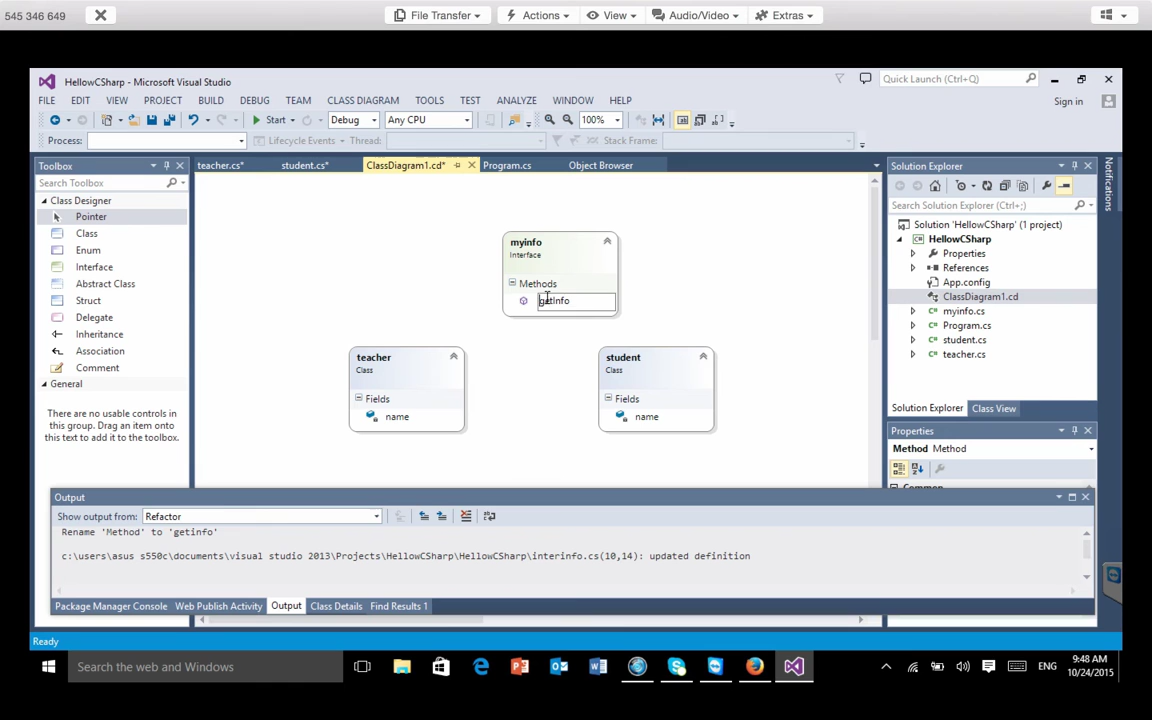 545 346 649
File Transfer
Actions
View
Audio/Video
Extras
HellowCSharp - Microsoft Visual Studio
Quick Launch (Ctrl+;)
FILE EDIT VIEW PROJECT BUILD DEBUG TEAM CLASS DIAGRAM TOOLS TEST ANALYZE WINDOW HELP
Sign in
Start Debug Any CPU 100%
Process: Lifecycle Events Thread: Stack Frame:
Toolbox
Search Toolbox
Class Designer
Pointer
Class
Enum
Interface
Abstract Class
Struct
Delegate
Inheritance
Association
Comment
General
There are no usable controls in
this group. Drag an item onto
this text to add it to the toolbox.
teacher.cs* student.cs* ClassDiagram1.cd* Program.cs Object Browser
myinfo
Interface
Methods
getInfo
teacher
Class
Fields
name
student
Class
Fields
name
Solution Explorer
Search Solution Explorer (Ctrl+;)
Solution 'HellowCSharp' (1 project)
HellowCSharp
Properties
References
App.config
ClassDiagram1.cd
myinfo.cs
Program.cs
student.cs
teacher.cs
Solution Explorer Class View
Properties
Method Method
Common
Notifications
Output
Show output from: Refactor
Rename 'Method' to 'getinfo'
c:\users\asus s550c\documents\visual studio 2013\Projects\HellowCSharp\HellowCSharp\interinfo.cs(10,14): updated definition
Package Manager Console Web Publish Activity Output Class Details Find Results 1
Ready
Search the web and Windows
ENG
9:48 AM
10/24/2015